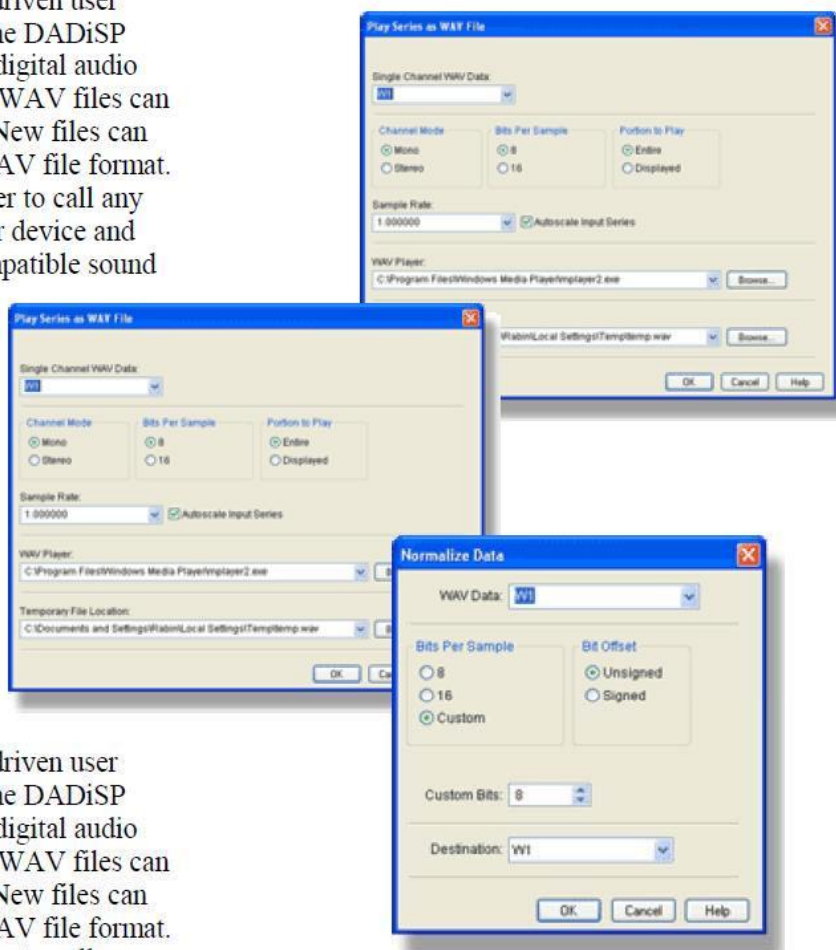 driven user
ne DADiSP
digital audio
WAV files can
New files can
AV file format.
er to call any
r device and
npatible sound
Play Series as WAV File
Single Channel WAV Data:
W1
Channel Mode Bits Per Sample Portion to Play
Mono 8 Entire
Stereo 16 Displayed
Sample Rate:
1.000000 Autoscale Input Series
WAV Player:
C:\Program Files\Windows Media Player\mplayer2.exe Browse...
\Rabin\Local Settings\Temp\temp.wav Browse...
OK Cancel Help
Play Series as WAV File
Single Channel WAV Data:
W1
Channel Mode Bits Per Sample Portion to Play
Mono 8 Entire
Stereo 16 Displayed
Sample Rate:
1.000000 Autoscale Input Series
WAV Player:
C:\Program Files\Windows Media Player\mplayer2.exe B
Temporary File Location:
C:\Documents and Settings\Rabin\Local Settings\Temp\temp.wav B
OK Ca
Normalize Data
WAV Data: W1
Bits Per Sample Bit Offset
8 Unsigned
16 Signed
Custom
Custom Bits: 8
Destination: W1
OK Cancel Help
driven user
ne DADiSP
digital audio
WAV files can
New files can
AV file format.